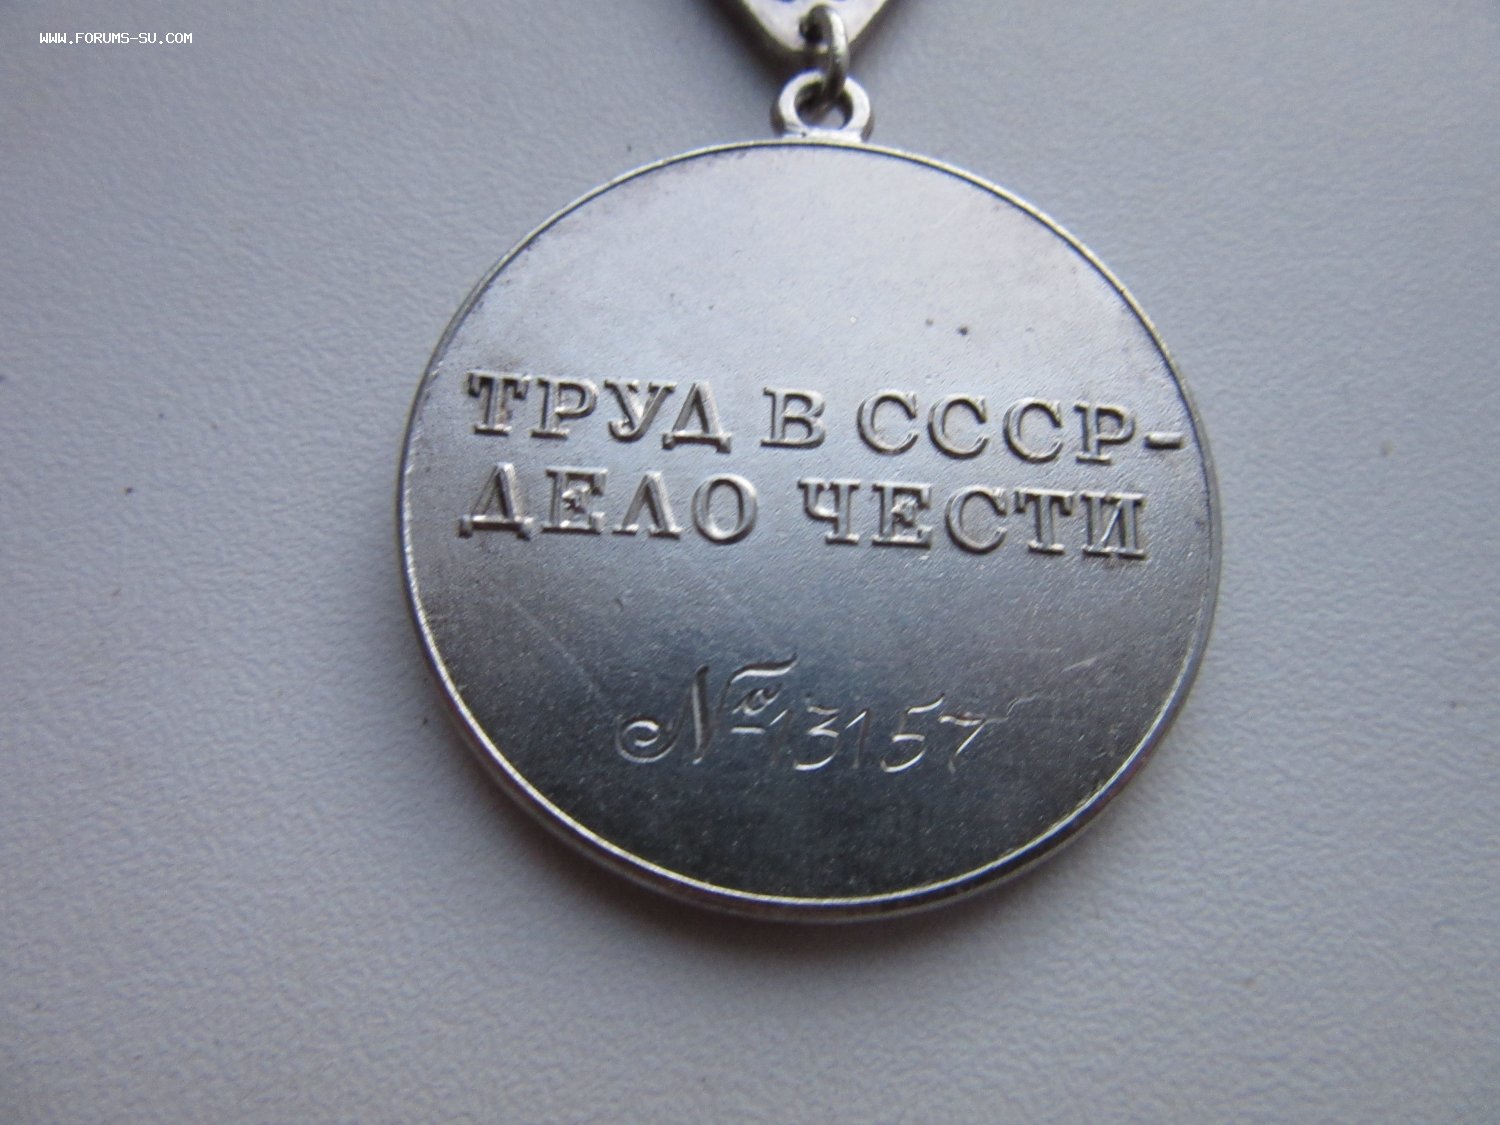 WWW.FORUMS-SU.COM
ТРУД В СССР-
ДЕЛО ЧЕСТИ
№13157